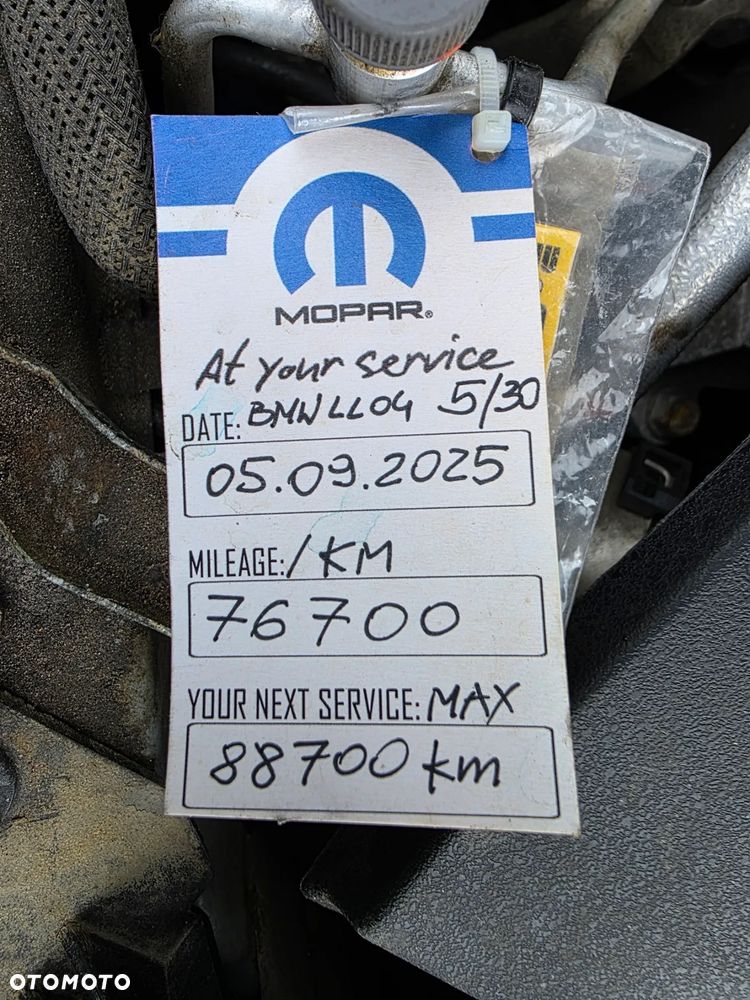 MOPAR®
At your service
DATE: BMW LL04 5/30
05.09.2025
MILEAGE:/KM
76700
YOUR NEXT SERVICE: MAX
88700 km
OTOMOTO